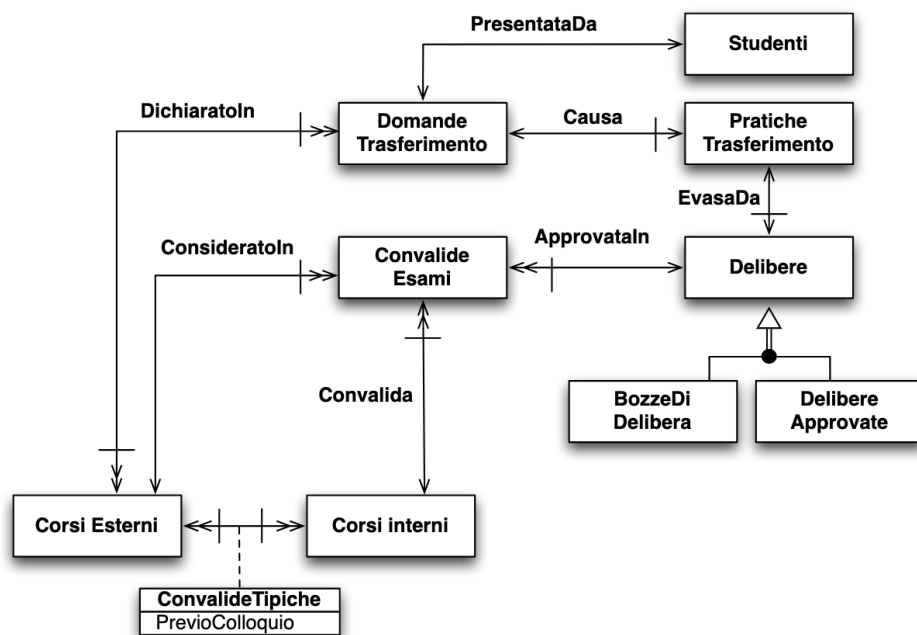 PresentataDa
Studenti
DichiaratoIn
Domande
Trasferimento
Causa
Pratiche
Trasferimento
EvasaDa
ConsideratoIn
Convalide
Esami
ApprovataIn
Delibere
Convalida
BozzeDi
Delibera
Delibere
Approvate
Corsi Esterni
Corsi interni
ConvalideTipiche
PrevioColloquio